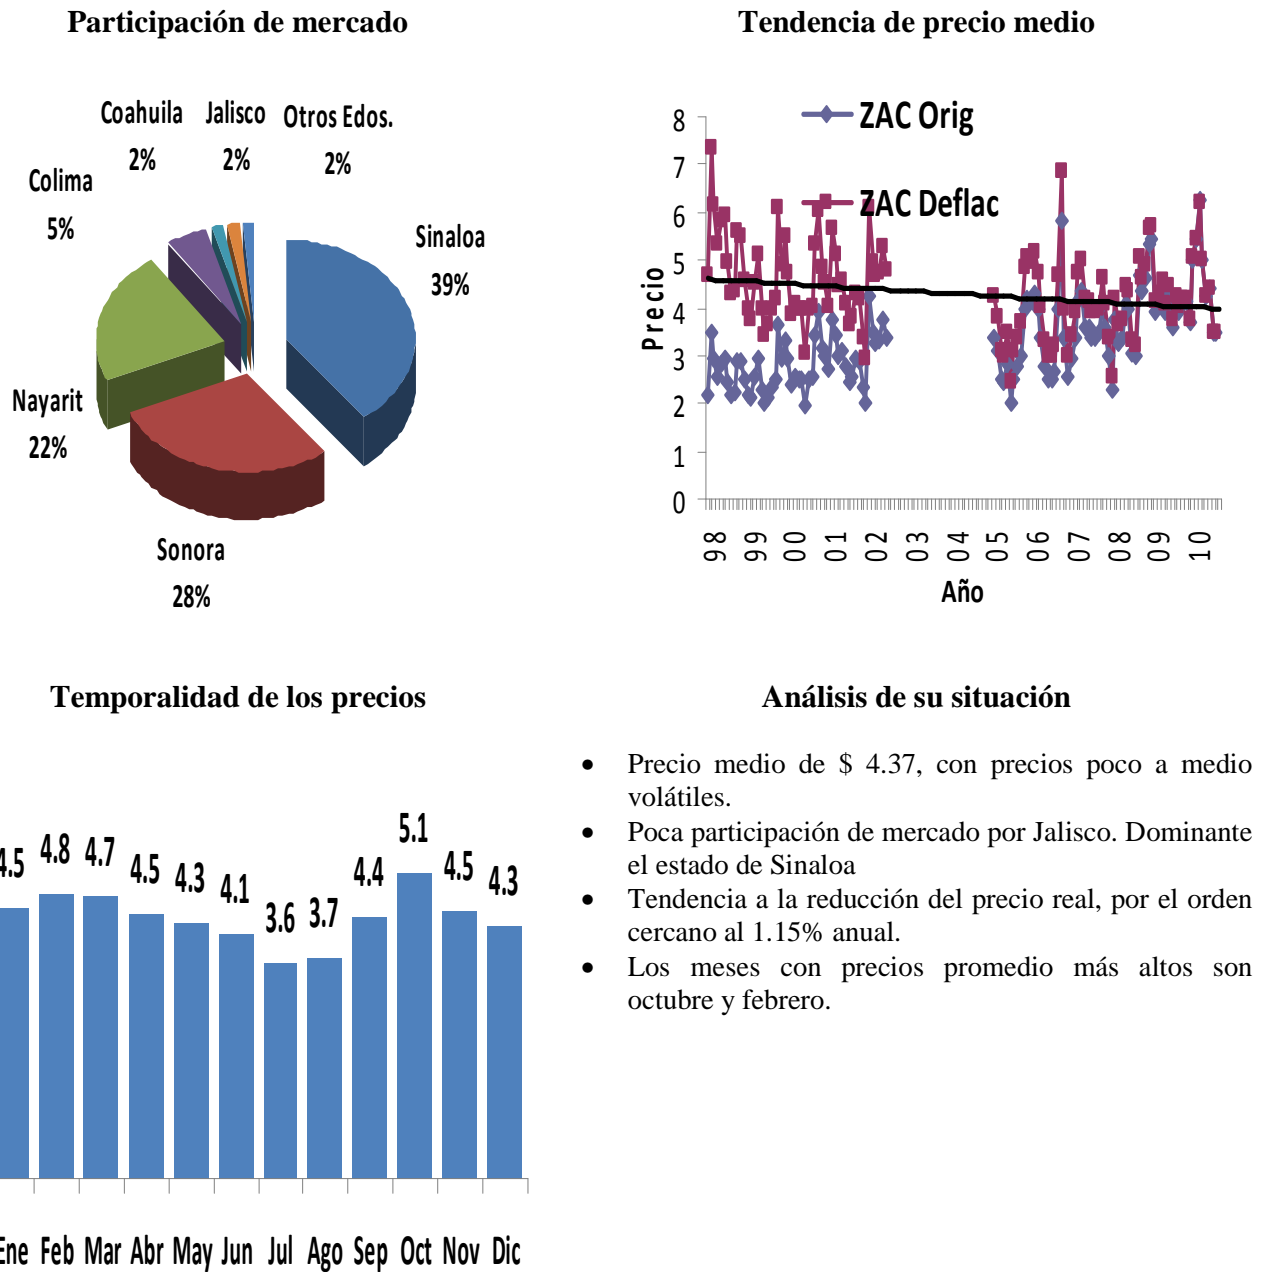 Participación de mercado
Coahuila
2%
Jalisco
2%
Otros Edos.
2%
Colima
5%
Sinaloa
39%
Nayarit
22%
Sonora
28%
Tendencia de precio medio
ZAC Orig
ZAC Deflac
Precio
8
7
6
5
4
3
2
1
0
98 99 00 01 02 03 04 05 06 07 08 09 10
Año
Temporalidad de los precios
4.5 4.8 4.7 4.5 4.3 4.1 3.6 3.7 4.4 5.1 4.5 4.3
Ene Feb Mar Abr May Jun Jul Ago Sep Oct Nov Dic
Análisis de su situación
• Precio medio de $ 4.37, con precios poco a medio
volátiles.
• Poca participación de mercado por Jalisco. Dominante
el estado de Sinaloa
• Tendencia a la reducción del precio real, por el orden
cercano al 1.15% anual.
• Los meses con precios promedio más altos son
octubre y febrero.